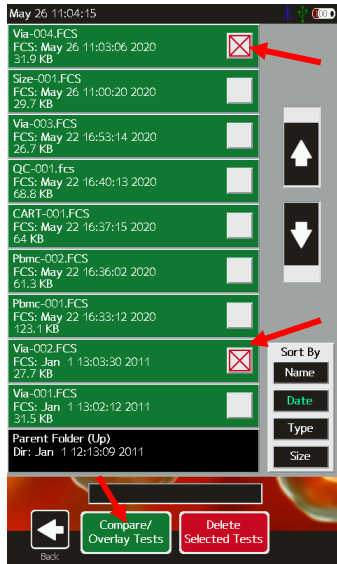 May 26 11:04:15
Via-004.FCS
FCS: May 26 11:03:06 2020
31.9 KB
Size-001.FCS
FCS: May 26 11:00:20 2020
29.7 KB
Via-003.FCS
FCS: May 22 16:53:14 2020
26.7 KB
QC-001.fcs
FCS: May 22 16:40:13 2020
68.8 KB
CART-001.FCS
FCS: May 22 16:37:15 2020
64 KB
Pbmc-002.FCS
FCS: May 22 16:36:02 2020
61.3 KB
Pbmc-001.FCS
FCS: May 22 16:33:12 2020
123.1 KB
Via-002.FCS
FCS: Jan 1 13:03:30 2011
27.7 KB
Via-001.FCS
FCS: Jan 1 13:02:12 2011
31.5 KB
Parent Folder (Up)
Dir: Jan 1 12:13:09 2011
Sort By
Name
Date
Type
Size
Back
Compare/
Overlay Tests
Delete
Selected Tests